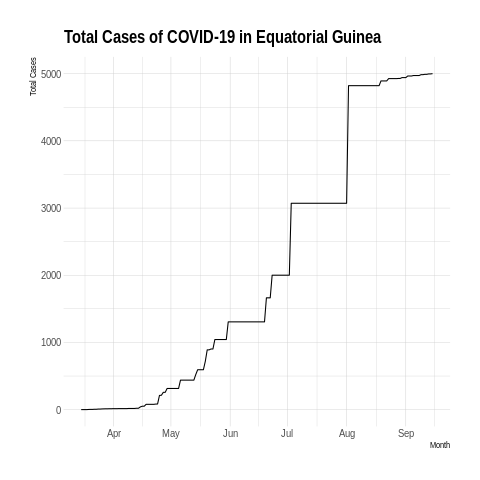 Total Cases of COVID-19 in Equatorial Guinea
Total Cases
5000
4000
3000
2000
1000
0
Apr May Jun Jul Aug Sep
Month